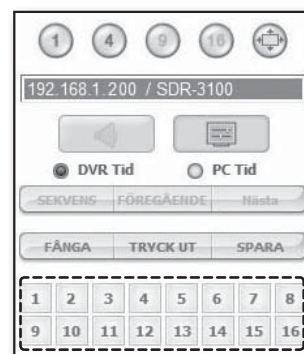 1 4 9 16
192.168.1.200 / SDR-3100
DVR Tid PC Tid
SEKVENS FÖREGÅENDE Nästa
FÅNGA TRYCK UT SPARA
1 2 3 4 5 6 7 8
9 10 11 12 13 14 15 16